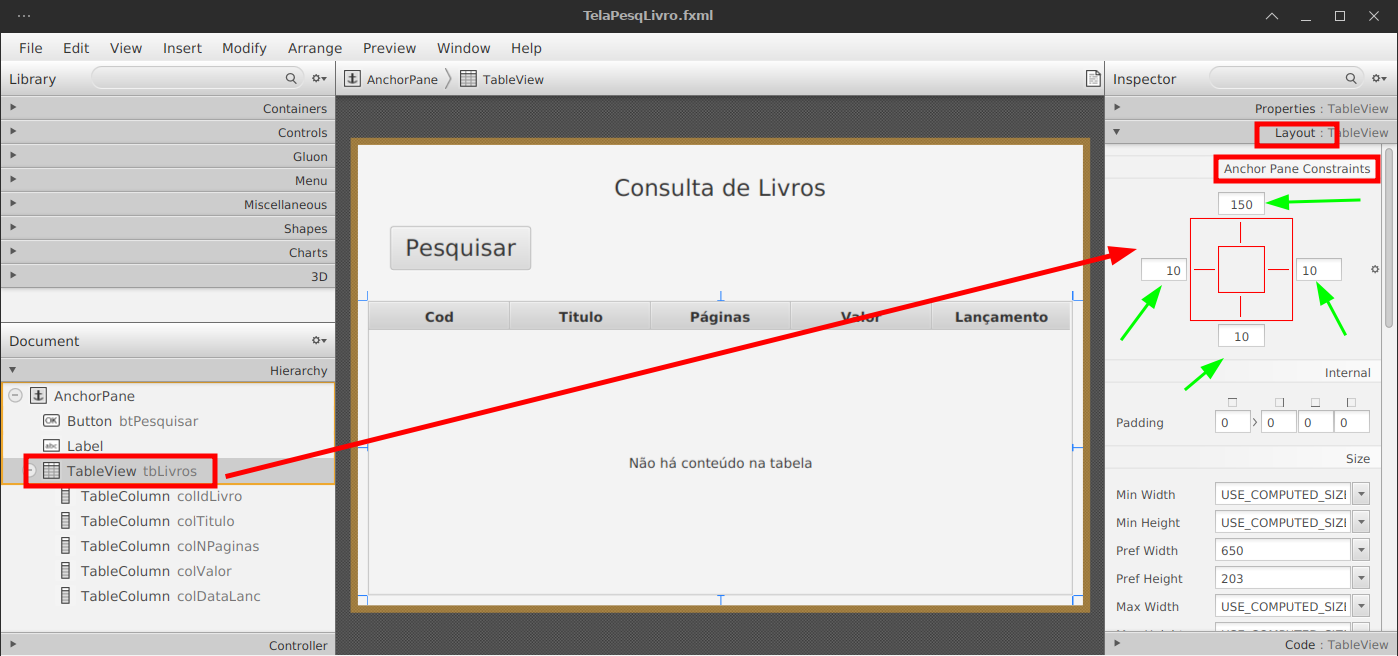 TelaPesqLivro.fxml
File Edit View Insert Modify Arrange Preview Window Help
Library
Containers
Controls
Gluon
Menu
Miscellaneous
Shapes
Charts
3D
Document
Hierarchy
AnchorPane
OK Button btPesquisar
abc Label
TableView tbLivros
TableColumn colIdLivro
TableColumn colTitulo
TableColumn colNPaginas
TableColumn colValor
TableColumn colDataLanc
Controller
AnchorPane TableView
Consulta de Livros
Pesquisar
Cod Titulo Páginas Valor Lançamento
Não há conteúdo na tabela
Inspector
Properties : TableView
Layout : TableView
Anchor Pane Constraints
150
10 10
10
Internal
Padding 0 0 0 0
Size
Min Width USE_COMPUTED_SIZI
Min Height USE_COMPUTED_SIZI
Pref Width 650
Pref Height 203
Max Width USE_COMPUTED_SIZI
Code : TableView